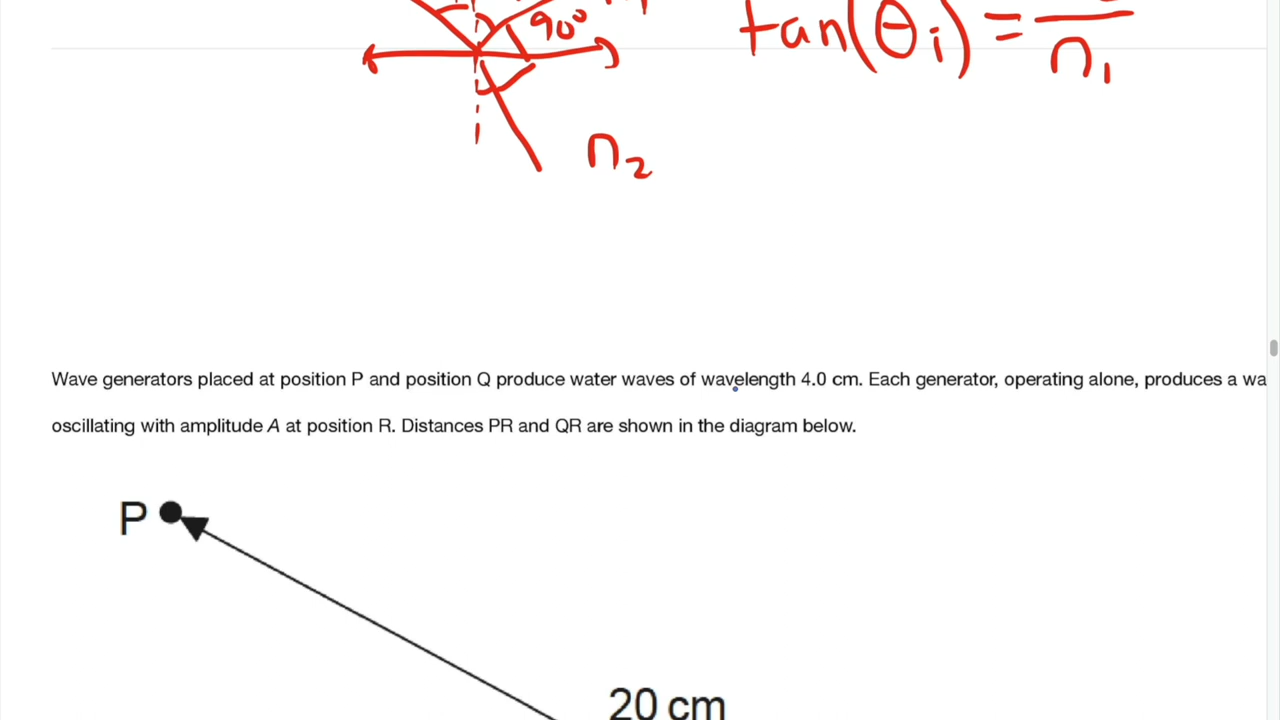 90°
tan(θi) = 
n1
n2
Wave generators placed at position P and position Q produce water waves of wavelength 4.0 cm. Each generator, operating alone, produces a wa
oscillating with amplitude A at position R. Distances PR and QR are shown in the diagram below.
P
20 cm